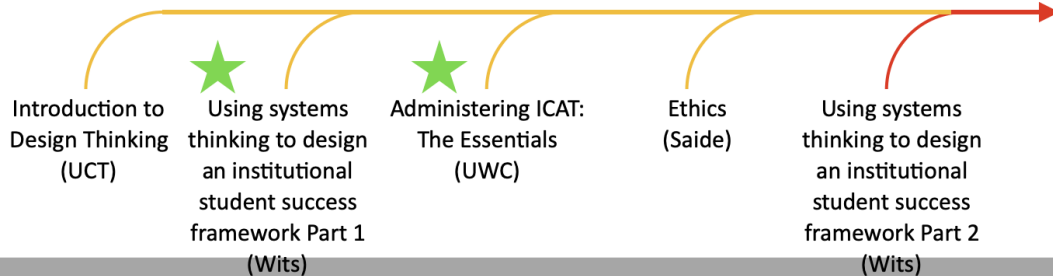 Introduction to
Design Thinking
(UCT)
Using systems
thinking to design
an institutional
student success
framework Part 1
(Wits)
Administering ICAT:
The Essentials
(UWC)
Ethics
(Saide)
Using systems
thinking to design
an institutional
student success
framework Part 2
(Wits)